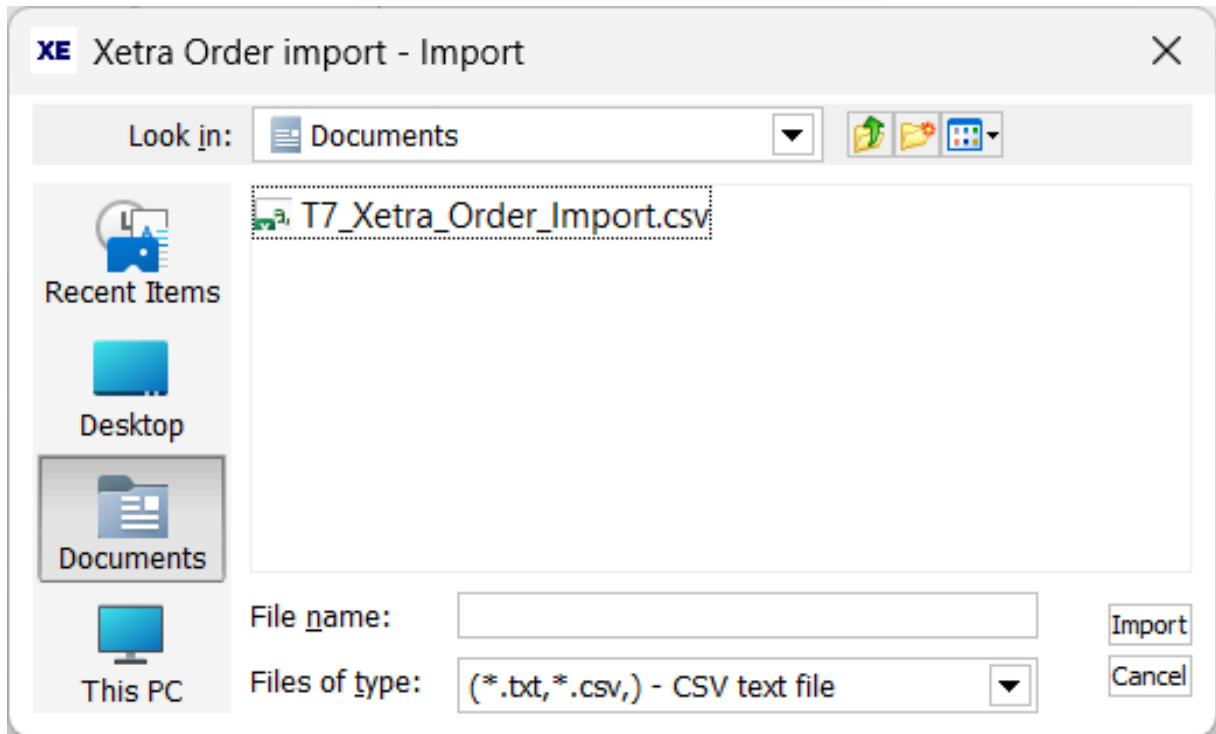 XE Xetra Order import - Import
Look in: Documents
T7_Xetra_Order_Import.csv
Recent Items
Desktop
Documents
This PC
File name:
Import
Files of type: (*.txt,*.csv,) - CSV text file
Cancel